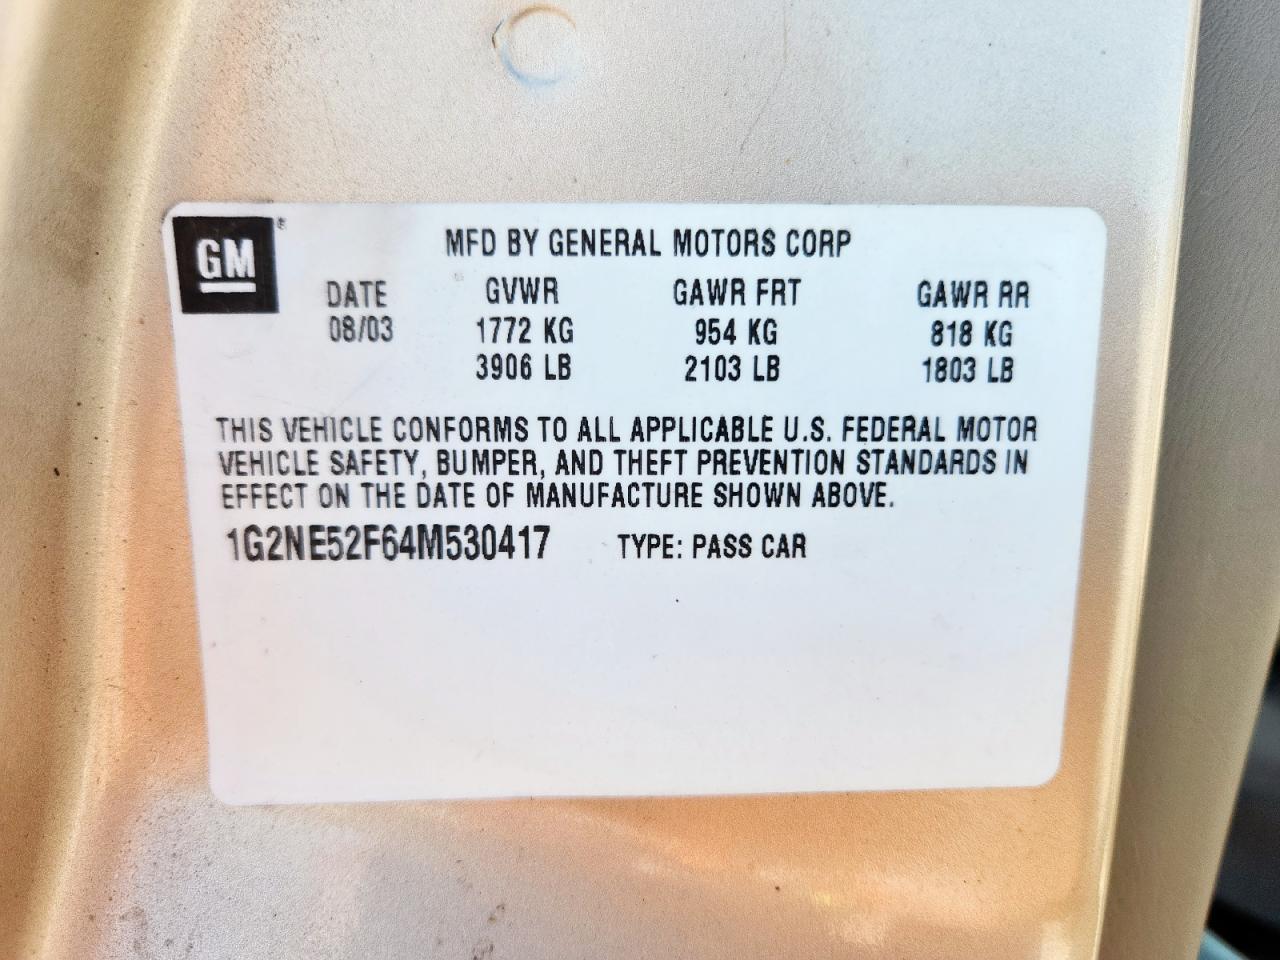 GM®
MFD BY GENERAL MOTORS CORP
DATE GVWR GAWR FRT GAWR RR
08/03 1772 KG 954 KG 818 KG
3906 LB 2103 LB 1803 LB
THIS VEHICLE CONFORMS TO ALL APPLICABLE U.S. FEDERAL MOTOR
VEHICLE SAFETY, BUMPER, AND THEFT PREVENTION STANDARDS IN
EFFECT ON THE DATE OF MANUFACTURE SHOWN ABOVE.
1G2NE52F64M530417 TYPE: PASS CAR